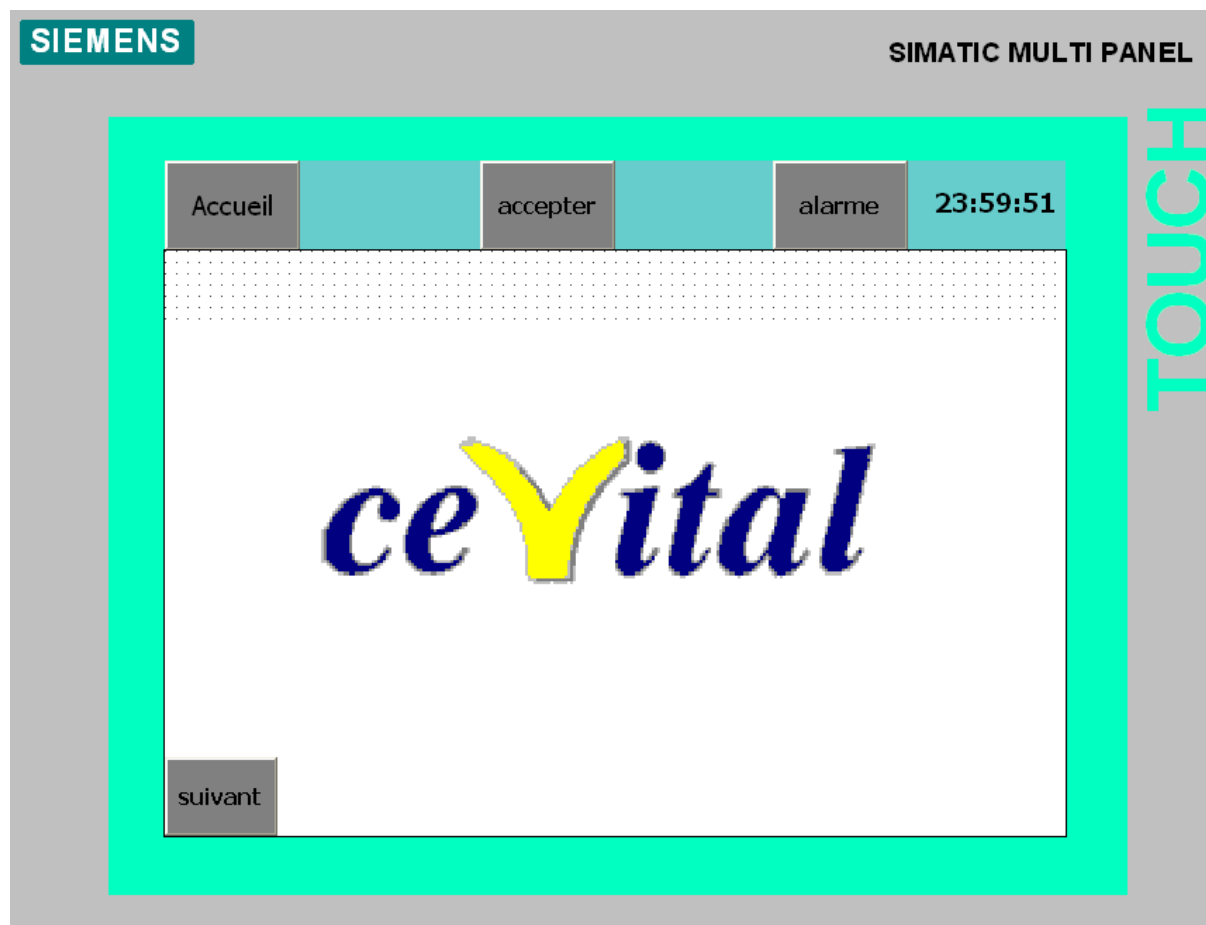 SIEMENS
SIMATIC MULTI PANEL
TOUCH
Accueil accepter alarme 23:59:51
ceVital
suivant